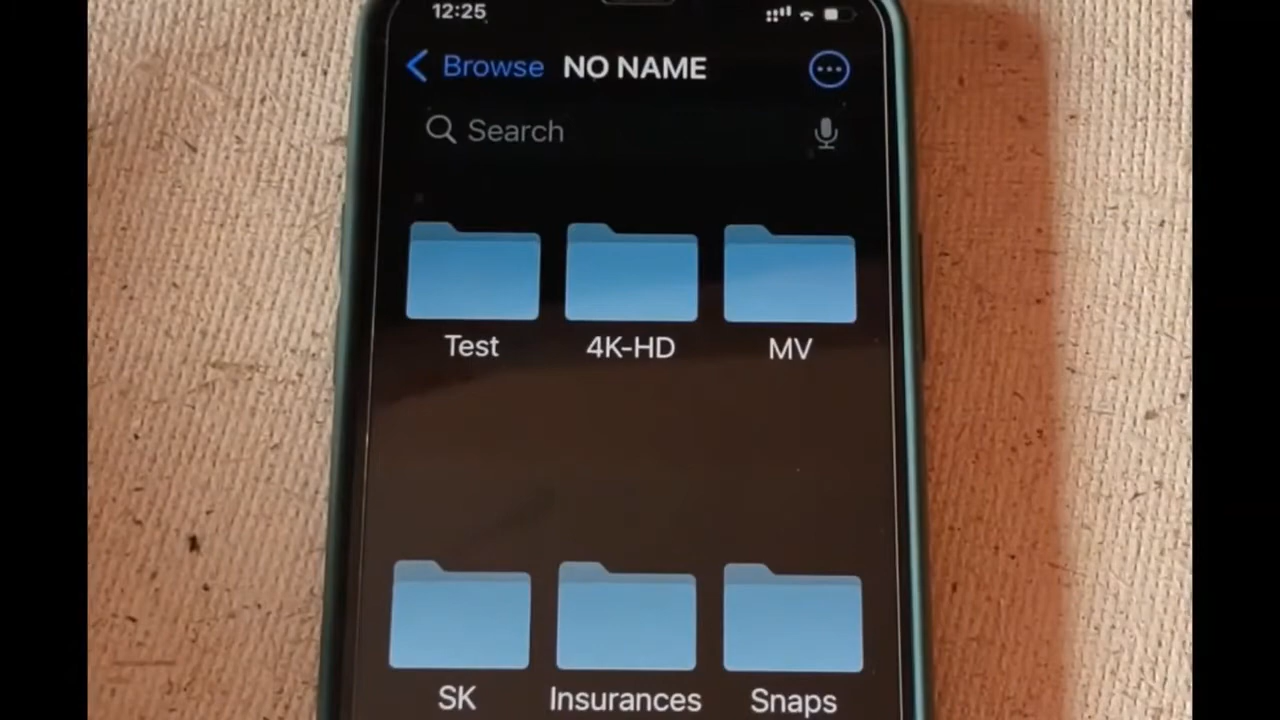 12:25
Browse NO NAME
Search
Test 4K-HD MV
SK Insurances Snaps